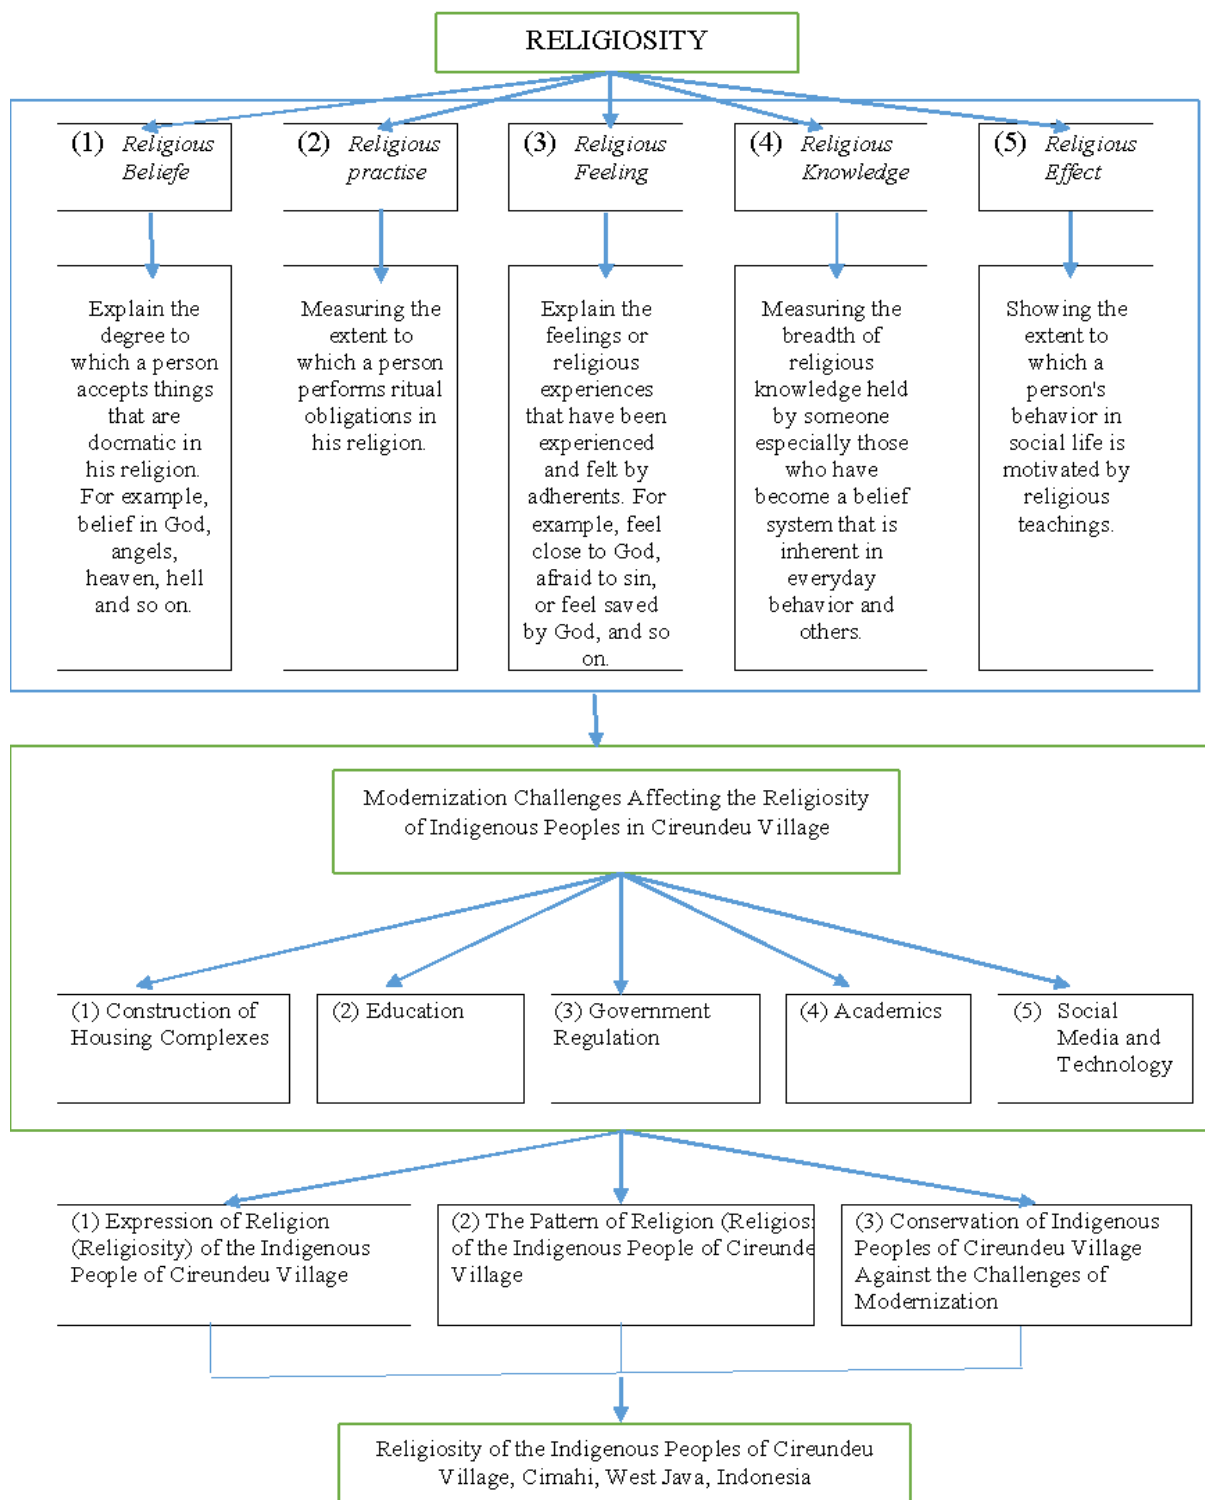 RELIGIOSITY
(1) Religious
Beliefe
(2) Religious
practise
(3) Religious
Feeling
(4) Religious
Knowledge
(5) Religious
Effect
Explain the
degree to
which a person
accepts things
that are
docmatic in
his religion.
For example,
belief in God,
angels,
heaven, hell
and so on.
Measuring the
extent to
which a person
performs ritual
obligations in
his religion.
Explain the
feelings or
religious
experiences
that have been
experienced
and felt by
adherents. For
example, feel
close to God,
afraid to sin,
or feel saved
by God, and so
on.
Measuring the
breadth of
religious
knowledge held
by someone
especially those
who have
become a belief
system that is
inherent in
everyday
behavior and
others.
Showing the
extent to
which a
person's
behavior in
social life is
motivated by
religious
teachings.
Modernization Challenges Affecting the Religiosity
of Indigenous Peoples in Cireundeu Village
(1) Construction of
Housing Complexes
(2) Education
(3) Government
Regulation
(4) Academics
(5) Social
Media and
Technology
(1) Expression of Religion
(Religiosity) of the Indigenous
People of Cireundeu Village
(2) The Pattern of Religion (Religios
of the Indigenous People of Cireunde
Village
(3) Conservation of Indigenous
Peoples of Cireundeu Village
Against the Challenges of
Modernization
Religiosity of the Indigenous Peoples of Cireundeu
Village, Cimahi, West Java, Indonesia